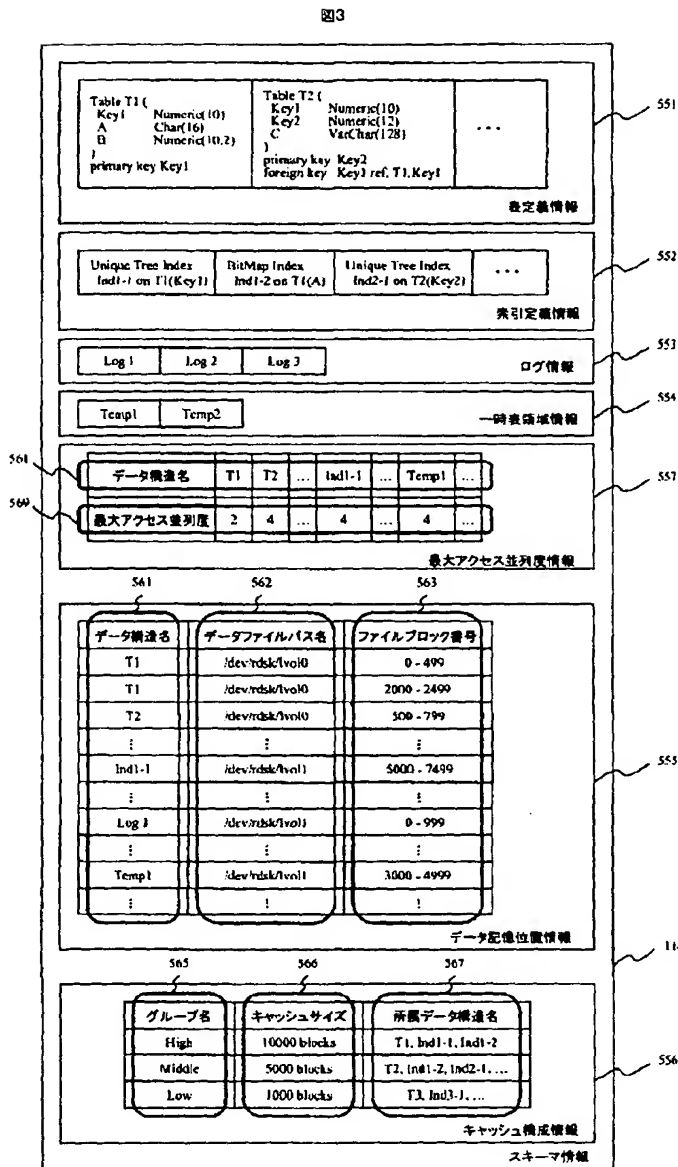 図3
Table T1 {
Key1 Numeric(10)
A Char(16)
B Numeric(10,2)
}
primary key Key1
Table T2 {
Key1 Numeric(10)
Key2 Numeric(12)
C VarChar(128)
}
primary key Key2
foreign key Key1 ref. T1.Key1
...
551
表定義情報
Unique Tree Index
Ind1-1 on T1(Key1)
BitMap Index
Ind1-2 on T1(A)
Unique Tree Index
Ind2-1 on T2(Key2)
...
552
索引定義情報
Log 1 Log 2 Log 3
553
ログ情報
Temp1 Temp2
554
一時表領域情報
561
データ構造名 T1 T2 ... Ind1-1 ... Temp1 ...
557
569
最大アクセス並列度 2 4 ... 4 ... 4 ...
最大アクセス並列度情報
561 562 563
データ構造名 データファイルパス名 ファイルブロック番号
T1 /dev/rdsk/lvol0 0 - 499
T1 /dev/rdsk/lvol0 2000 - 2499
T2 /dev/rdsk/lvol0 500 - 799
⋮ ⋮ ⋮
Ind1-1 /dev/rdsk/lvol1 5000 - 7499
⋮ ⋮ ⋮
555
Log 1 /dev/rdsk/lvol1 0 - 999
⋮ ⋮ ⋮
Temp1 /dev/rdsk/lvol1 3000 - 4999
⋮ ⋮ ⋮
データ記憶位置情報
565 566 567
グループ名 キャッシュサイズ 所属データ構造名
High 10000 blocks T1, Ind1-1, Ind1-2
Middle 5000 blocks T2, Ind1-2, Ind2-1, ...
Low 1000 blocks T3, Ind3-1, ...
556
キャッシュ構成情報
スキーマ情報